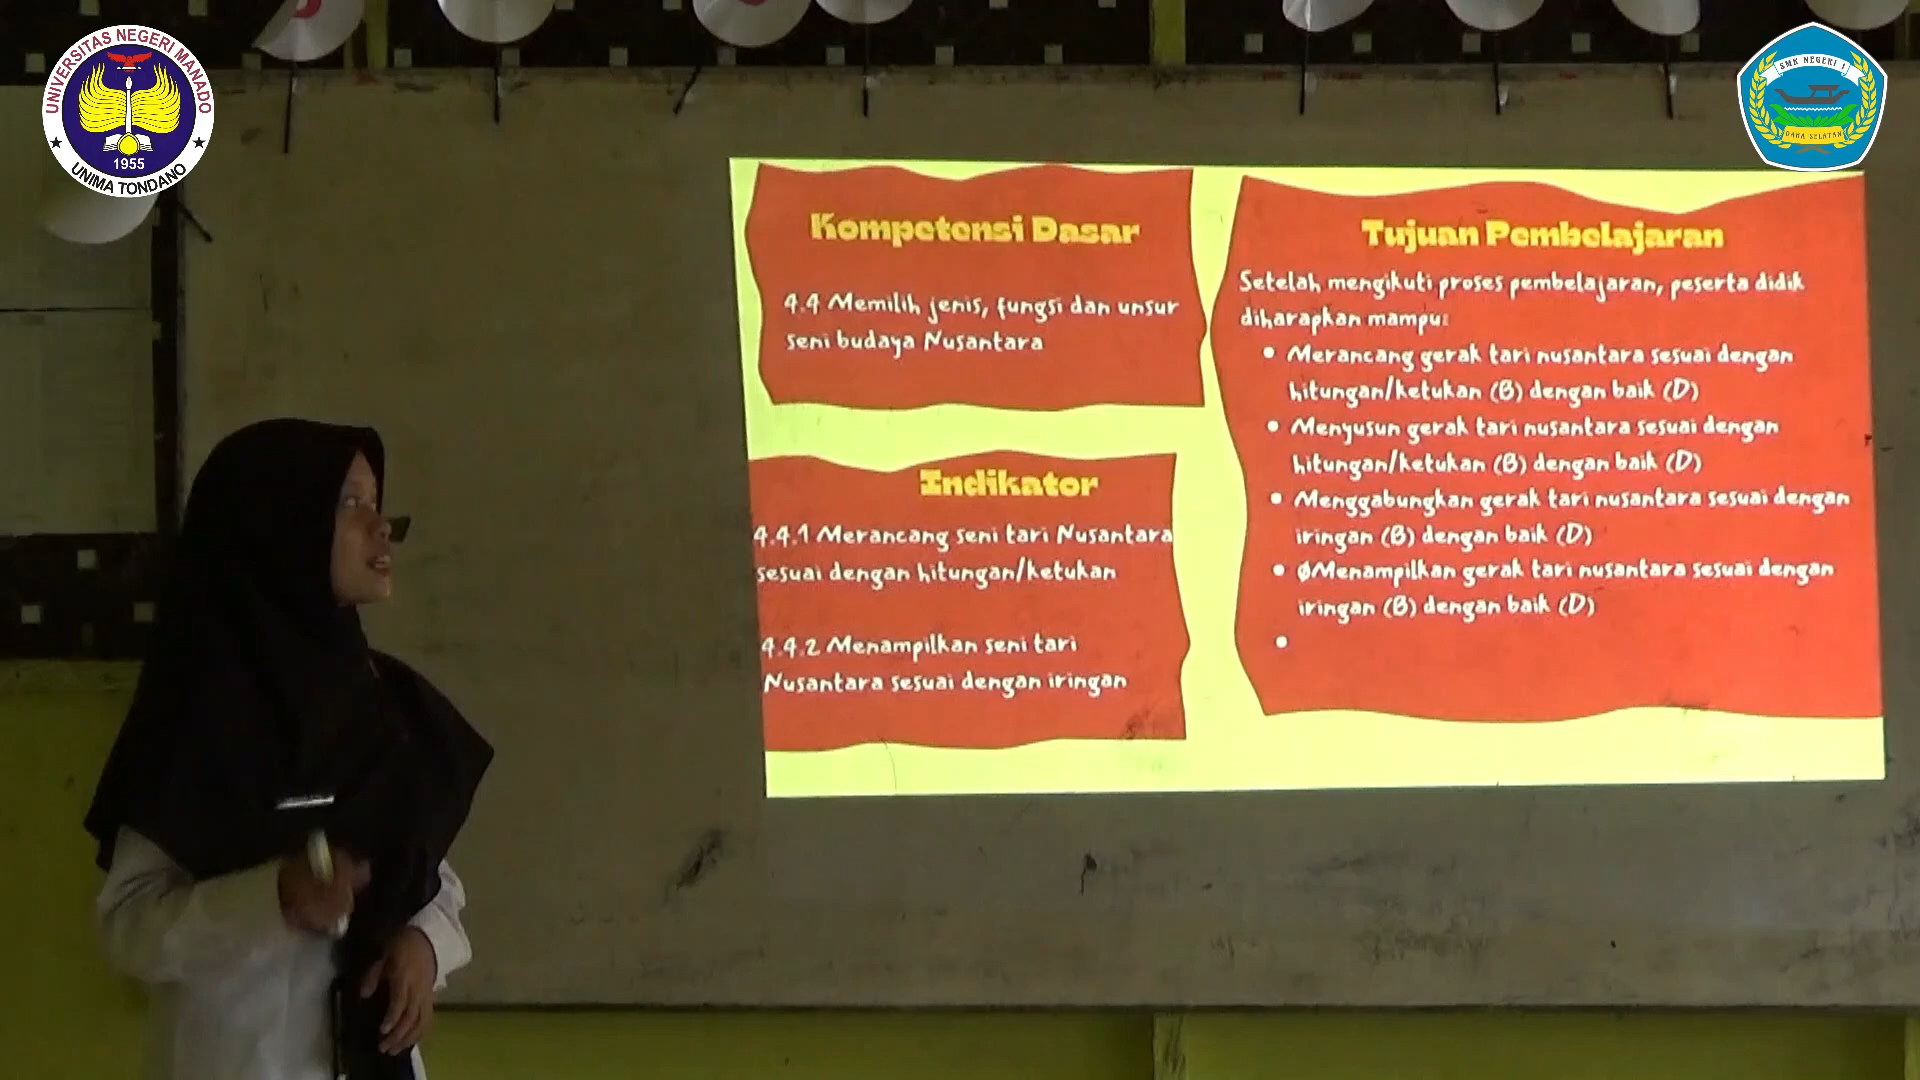 UNIVERSITAS NEGERI MANADO
1955
UNIMA TONDANO
SMK NEGERI 1
Kompetensi Dasar
4.4 Memilih jenis, fungsi dan unsur
seni budaya Nusantara
Indikator
4.4.1 Merancang seni tari Nusantara
sesuai dengan hitungan/ketukan
4.4.2 Menampilkan seni tari
Nusantara sesuai dengan iringan
Tujuan Pembelajaran
Setelah mengikuti proses pembelajaran, peserta didik
diharapkan mampu:
• Merancang gerak tari nusantara sesuai dengan
hitungan/ketukan (B) dengan baik (D)
• Menyusun gerak tari nusantara sesuai dengan
hitungan/ketukan (B) dengan baik (D)
• Menggabungkan gerak tari nusantara sesuai dengan
iringan (B) dengan baik (D)
• ØMenampilkan gerak tari nusantara sesuai dengan
iringan (B) dengan baik (D)
•